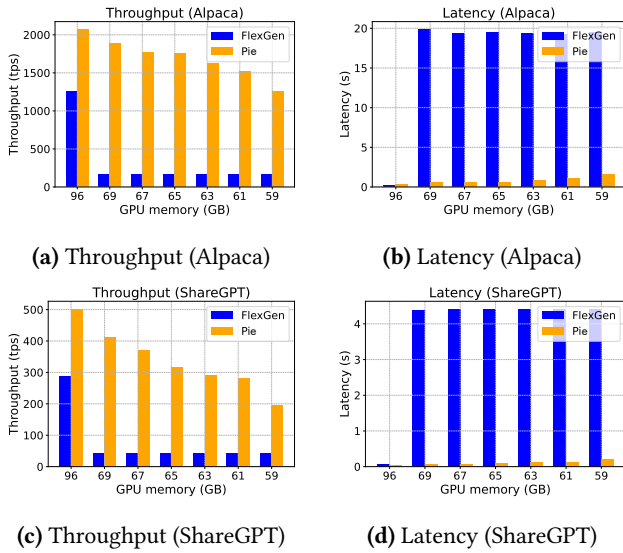 Throughput (Alpaca)
Throughput (tps)
2000
1500
1000
500
0
FlexGen
Pie
96 69 67 65 63 61 59
GPU memory (GB)
(a) Throughput (Alpaca)
Latency (Alpaca)
Latency (s)
20
15
10
5
0
FlexGen
Pie
96 69 67 65 63 61 59
GPU memory (GB)
(b) Latency (Alpaca)
Throughput (ShareGPT)
Throughput (tps)
500
400
300
200
100
0
FlexGen
Pie
96 69 67 65 63 61 59
GPU memory (GB)
(c) Throughput (ShareGPT)
Latency (ShareGPT)
Latency (s)
4
3
2
1
0
FlexGen
Pie
96 69 67 65 63 61 59
GPU memory (GB)
(d) Latency (ShareGPT)